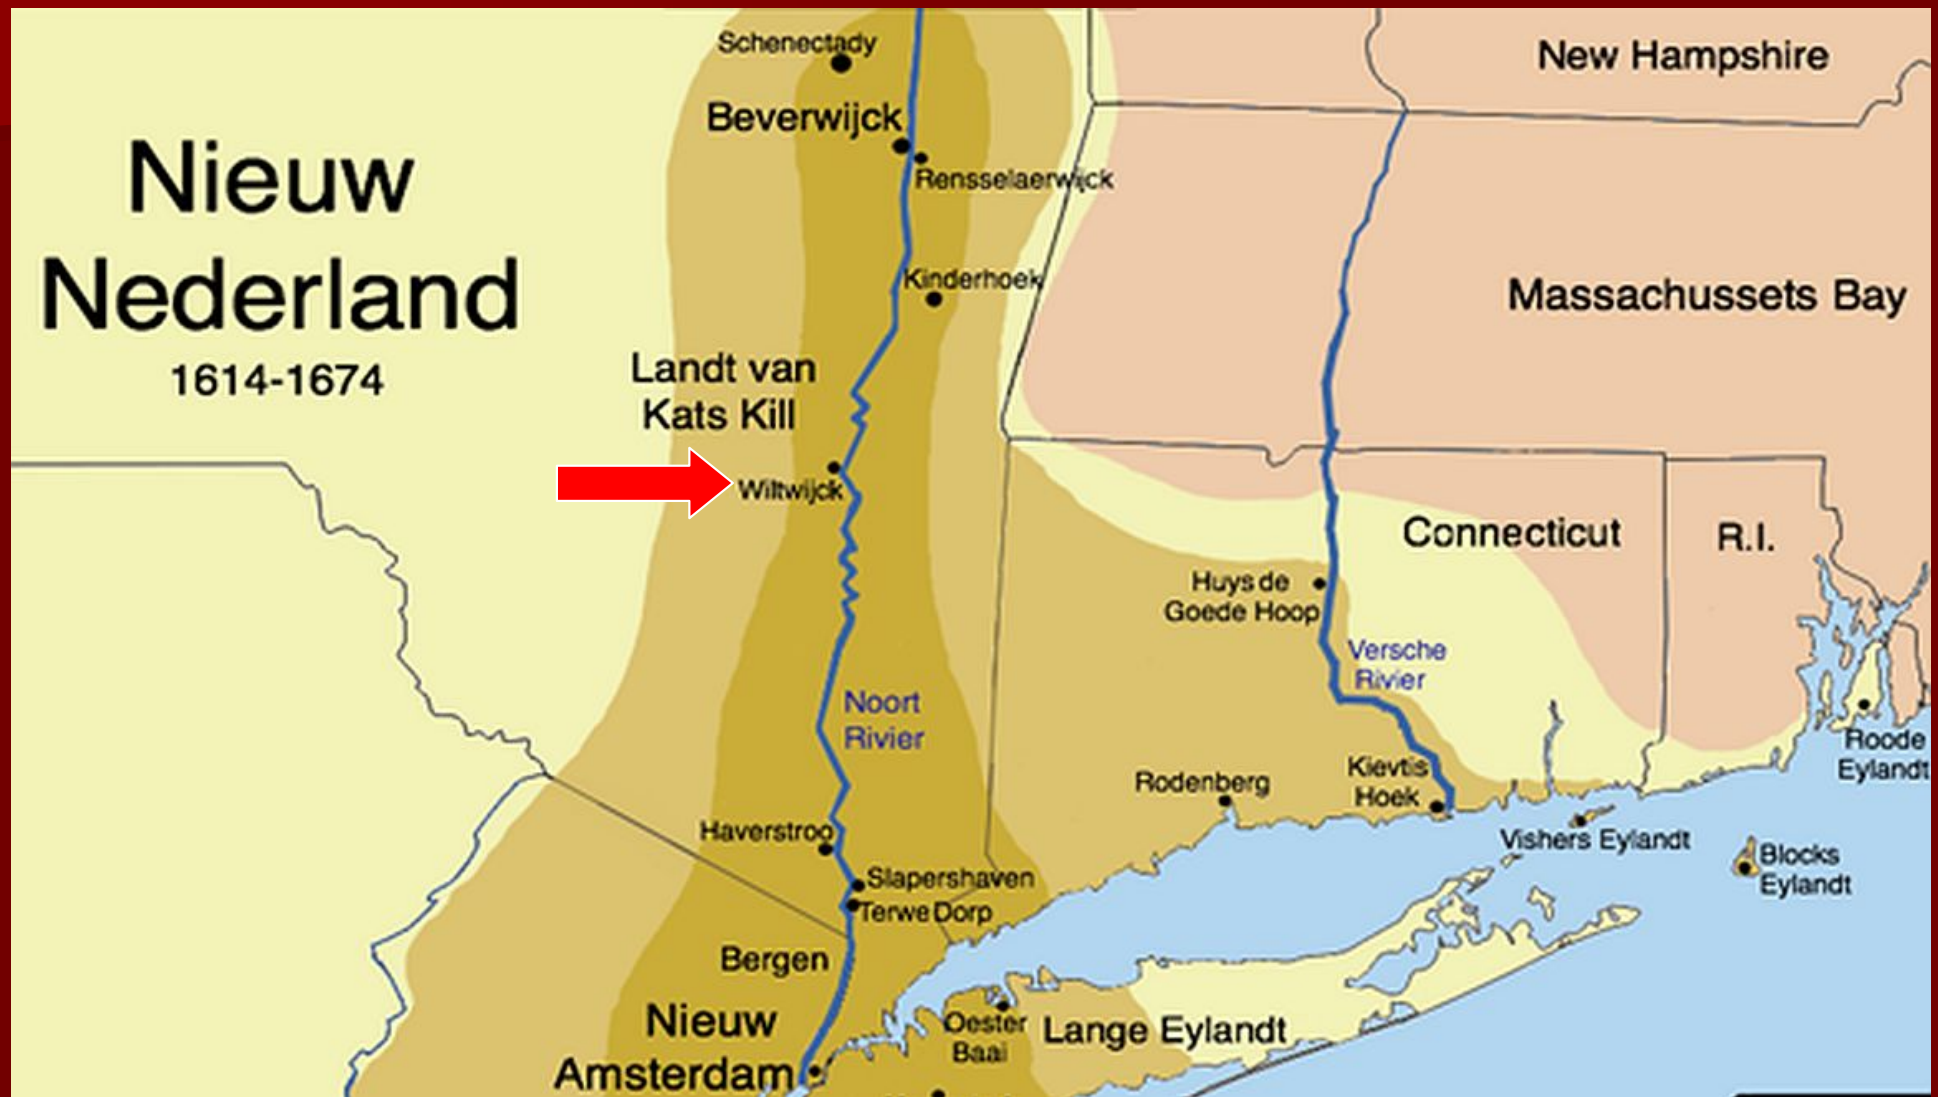 Schenectady
New Hampshire
Beverwijck
Rensselaerwijck
Nieuw
Nederland
1614-1674
Kinderhoek
Massachussets Bay
Landt van
Kats Kill
Wiltwijck
Connecticut
R.I.
Huys de
Goede Hoop
Versche
Rivier
Noort
Rivier
Roode
Eylandt
Kievtis
Hoek
Rodenberg
Haverstroo
Vishers Eylandt
Blocks
Eylandt
Slapershaven
Terwe Dorp
Bergen
Nieuw
Amsterdam
Oester
Baai
Lange Eylandt